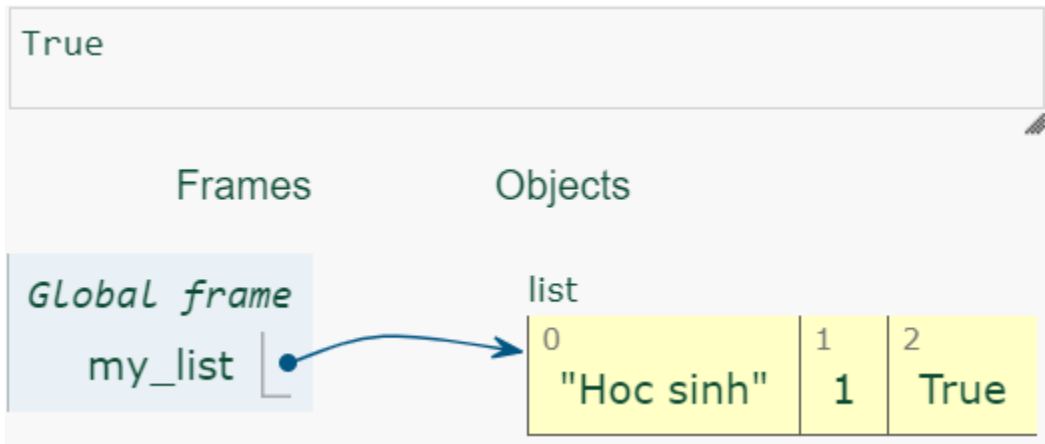 True
Frames Objects
Global frame
my_list
list
0 1 2
"Hoc sinh" 1 True